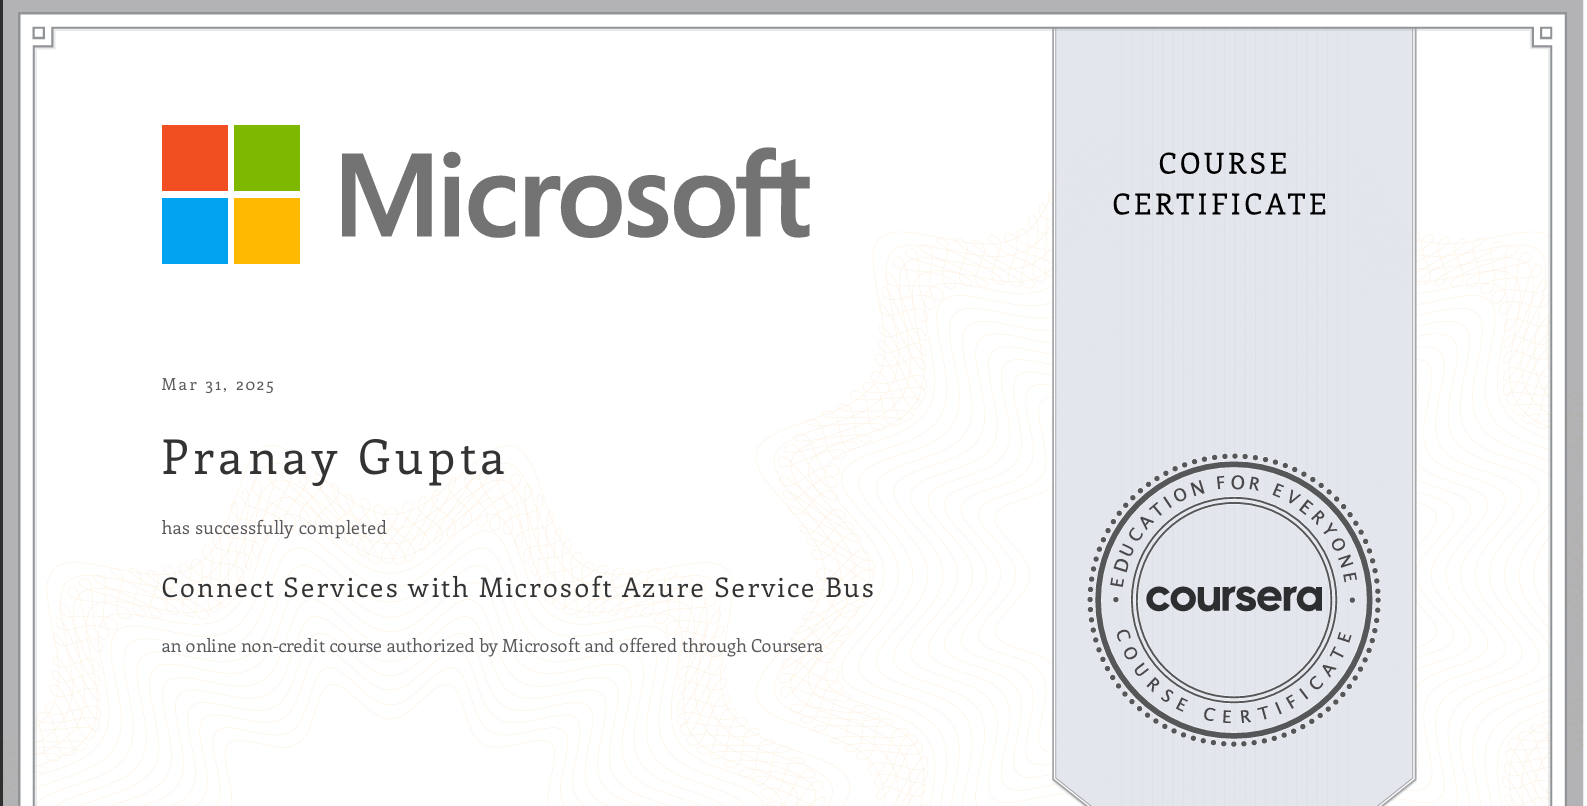 Microsoft
COURSE
CERTIFICATE
Mar 31, 2025
Pranay Gupta
has successfully completed
Connect Services with Microsoft Azure Service Bus
an online non-credit course authorized by Microsoft and offered through Coursera
• EDUCATION FOR EVERYONE •
coursera
COURSE CERTIFICATE